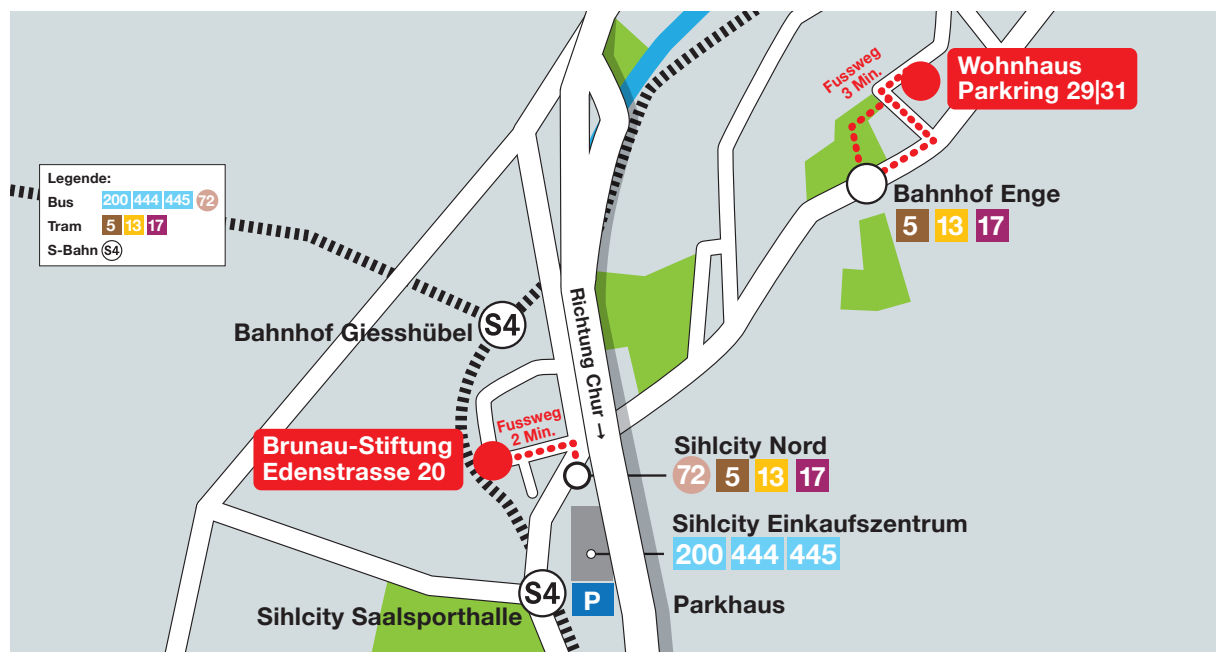 Fussweg
3 Min.
Wohnhaus
Parkring 29|31
Legende:
Bus 200 444 445 72
Tram 5 13 17
S-Bahn S4
Bahnhof Enge
5 13 17
Bahnhof Giesshübel S4
Richtung Chur →
Fussweg
2 Min.
Brunau-Stiftung
Edenstrasse 20
Sihlcity Nord
72 5 13 17
Sihlcity Einkaufszentrum
200 444 445
Sihlcity Saalsporthalle S4
P Parkhaus